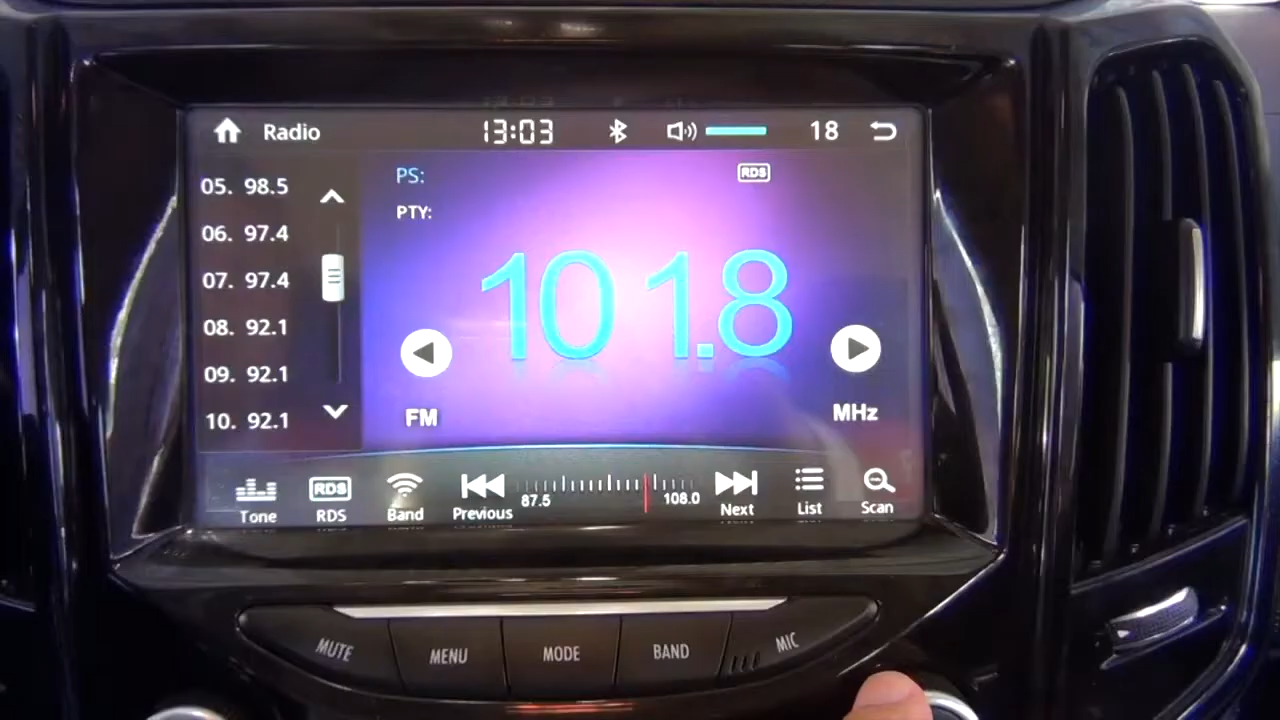 Radio 13:03 18
05. 98.5
06. 97.4
07. 97.4
08. 92.1
09. 92.1
10. 92.1
PS:
RDS
PTY:
101.8
FM
MHz
87.5 108.0
Tone RDS Band Previous Next List Scan
RDS
MUTE MENU MODE BAND MIC